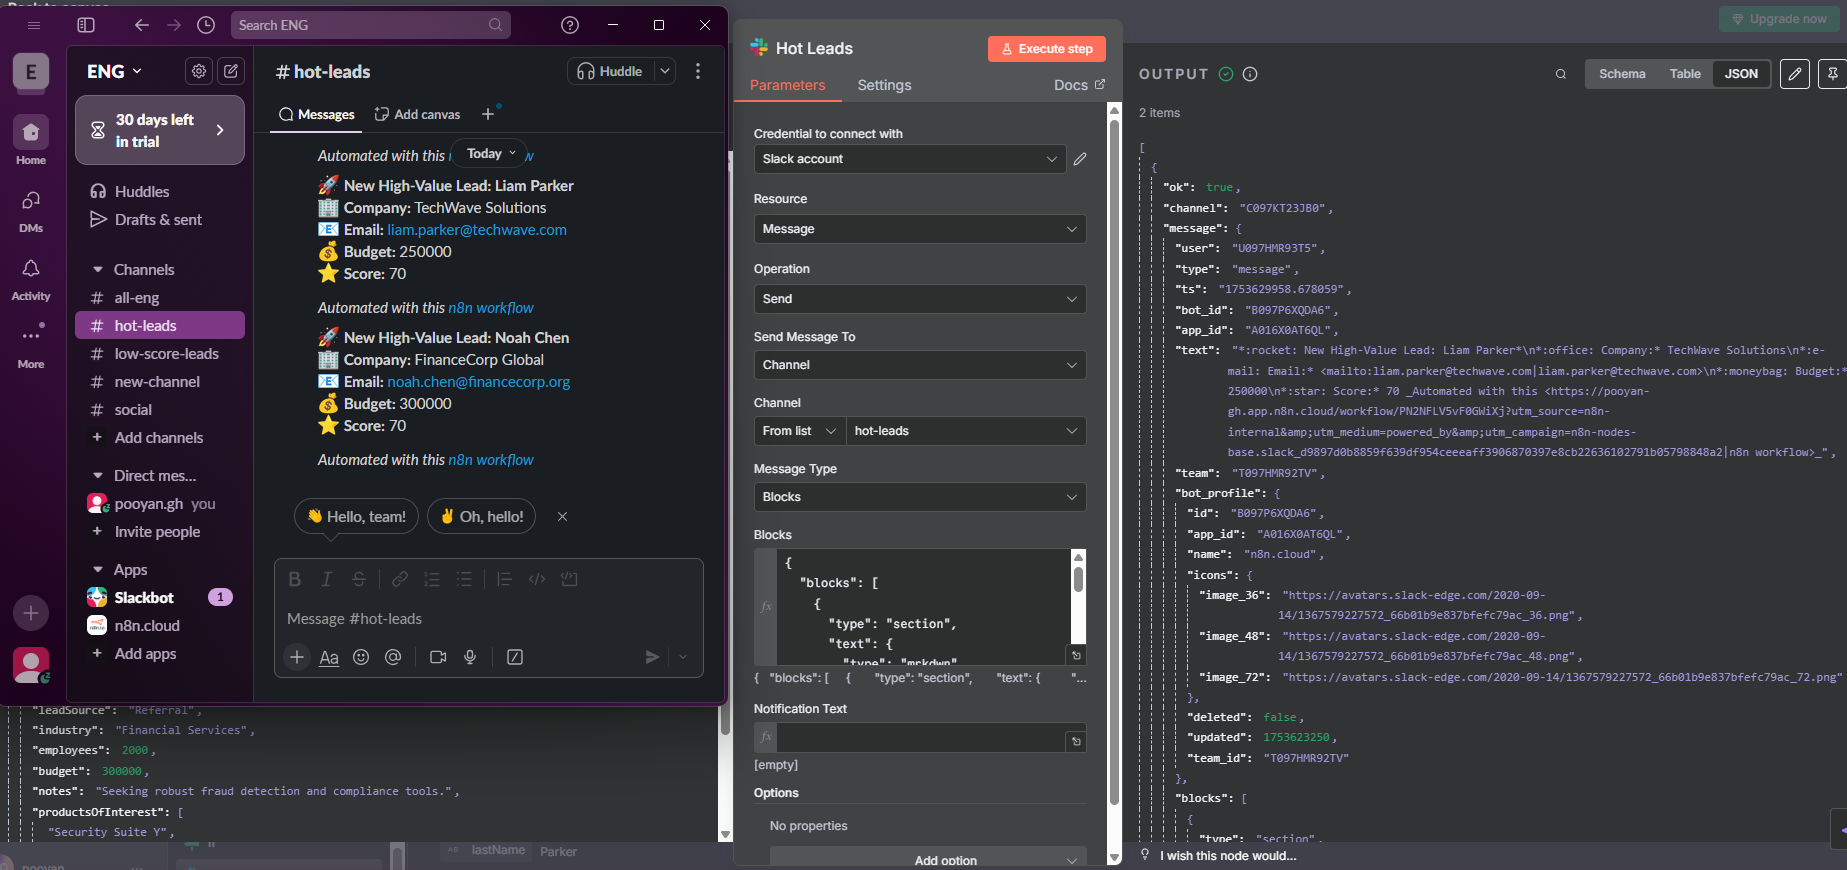 Search ENG
E
Home
DMs
Activity
More
ENG
30 days left
in trial
Huddles
Drafts & sent
Channels
# all-eng
# hot-leads
# low-score-leads
# new-channel
# social
+ Add channels
Direct mes...
pooyan.gh you
+ Invite people
Apps
Slackbot 1
n8n.cloud
+ Add apps
# hot-leads
Huddle
Messages
Add canvas
Today
Automated with this
🚀 New High-Value Lead: Liam Parker
🏢 Company: TechWave Solutions
📧 Email: liam.parker@techwave.com
💰 Budget: 250000
⭐ Score: 70
Automated with this n8n workflow
🚀 New High-Value Lead: Noah Chen
🏢 Company: FinanceCorp Global
📧 Email: noah.chen@financecorp.org
💰 Budget: 300000
⭐ Score: 70
Automated with this n8n workflow
👋 Hello, team!
✌️ Oh, hello!
Message #hot-leads
Aa
"leadSource": "Referral",
"industry": "Financial Services",
"employees": 2000,
"budget": 300000,
"notes": "Seeking robust fraud detection and compliance tools.",
"productsOfInterest": [
"Security Suite Y",
lastName Parker
Hot Leads
Execute step
Parameters
Settings
Docs
Credential to connect with
Slack account
Resource
Message
Operation
Send
Send Message To
Channel
Channel
From list
hot-leads
Message Type
Blocks
Blocks
fx
{
"blocks": [
{
"type": "section",
"text": {
"type": "mrkdwn",
{ "blocks": [ { "type": "section", "text": { "...
Notification Text
fx
[empty]
Options
No properties
Add option
Upgrade now
OUTPUT
Schema
Table
JSON
2 items
[
{
"ok": true,
"channel": "C097KT23JB0",
"message": {
"user": "U097HMR93T5",
"type": "message",
"ts": "1753629958.678059",
"bot_id": "B097P6XQDA6",
"app_id": "A016X0AT6QL",
"text": "*:rocket: New High-Value Lead: Liam Parker*\n*:office: Company:* TechWave Solutions\n*:e-
mail: Email:* <mailto:liam.parker@techwave.com|liam.parker@techwave.com>\n*:moneybag: Budget:*
250000\n*:star: Score:* 70 _Automated with this <https://pooyan-
gh.app.n8n.cloud/workflow/PN2NFLV5vF0GWiXj?utm_source=n8n-
internal&amp;utm_medium=powered_by&amp;utm_campaign=n8n-nodes-
base.slack_d9897d0b8859f639df954ceeeaff3906870397e8cb22636102791b05798848a2|n8n workflow>_",
"team": "T097HMR92TV",
"bot_profile": {
"id": "B097P6XQDA6",
"app_id": "A016X0AT6QL",
"name": "n8n.cloud",
"icons": {
"image_36": "https://avatars.slack-edge.com/2020-09-
14/1367579227572_66b01b9e837bfefc79ac_36.png",
"image_48": "https://avatars.slack-edge.com/2020-09-
14/1367579227572_66b01b9e837bfefc79ac_48.png",
"image_72": "https://avatars.slack-edge.com/2020-09-14/1367579227572_66b01b9e837bfefc79ac_72.png"
},
"deleted": false,
"updated": 1753623250,
"team_id": "T097HMR92TV"
},
"blocks": [
{
"type": "section",
I wish this node would...